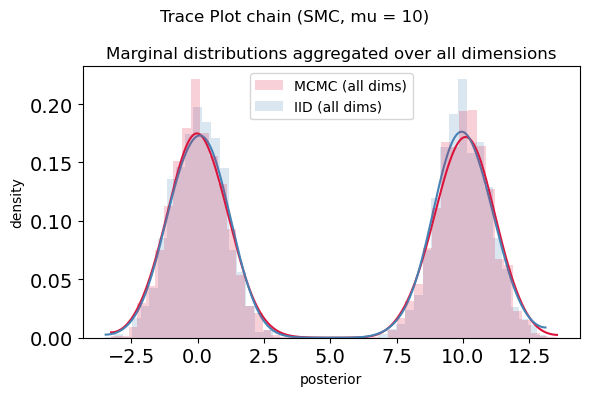 Trace Plot chain (SMC, mu = 10)
Marginal distributions aggregated over all dimensions
MCMC (all dims)
IID (all dims)
density
0.20
0.15
0.10
0.05
0.00
−2.5 0.0 2.5 5.0 7.5 10.0 12.5
posterior